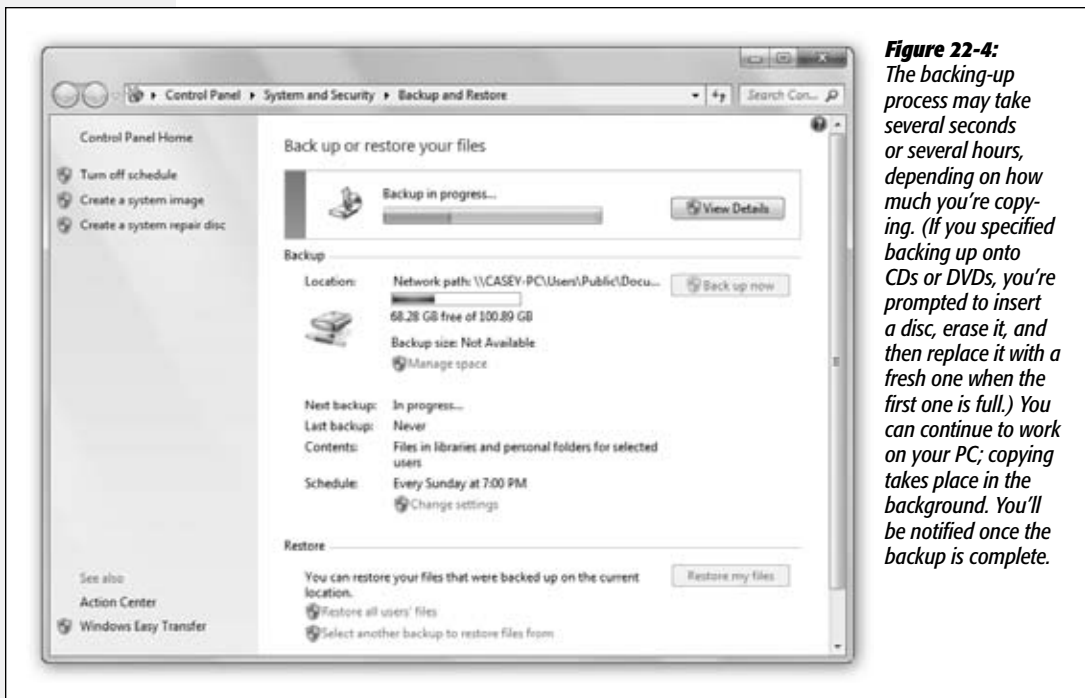 Control Panel ▸ System and Security ▸ Backup and Restore
Search Con...
Control Panel Home
Turn off schedule
Create a system image
Create a system repair disc
See also
Action Center
Windows Easy Transfer
Back up or restore your files
Backup in progress...
View Details
Backup
Location: Network path: \\CASEY-PC\Users\Public\Docu...
Back up now
68.28 GB free of 100.89 GB
Backup size: Not Available
Manage space
Next backup: In progress...
Last backup: Never
Contents: Files in libraries and personal folders for selected
users
Schedule: Every Sunday at 7:00 PM
Change settings
Restore
You can restore your files that were backed up on the current
location.
Restore my files
Restore all users' files
Select another backup to restore files from
Figure 22-4:
The backing-up
process may take
several seconds
or several hours,
depending on how
much you're copy-
ing. (If you specified
backing up onto
CDs or DVDs, you're
prompted to insert
a disc, erase it, and
then replace it with a
fresh one when the
first one is full.) You
can continue to work
on your PC; copying
takes place in the
background. You'll
be notified once the
backup is complete.